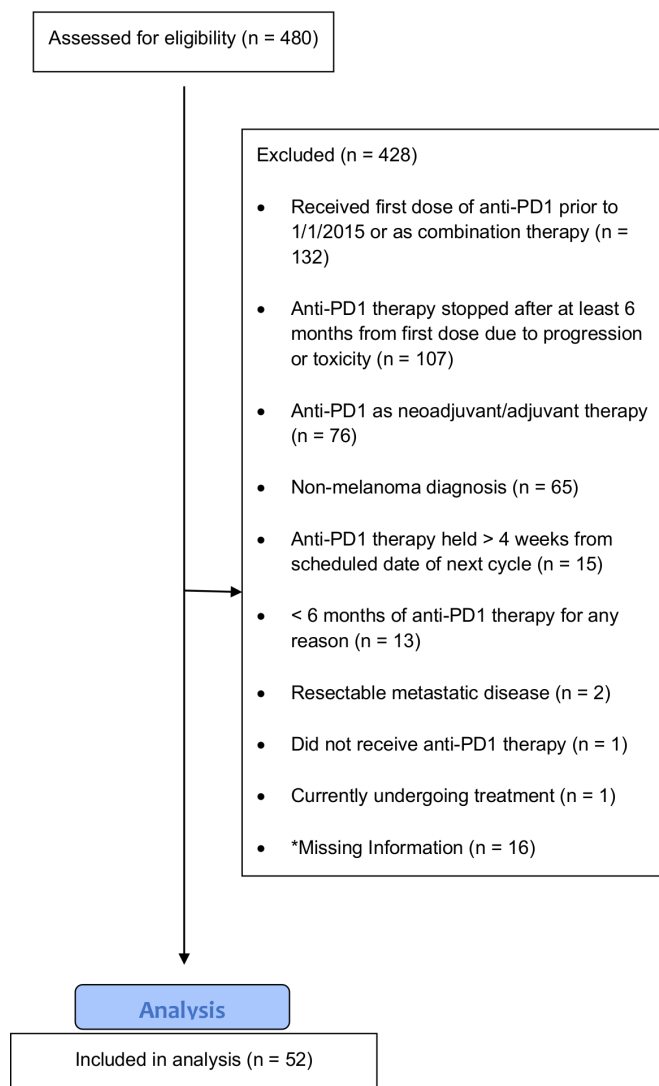 Assessed for eligibility (n = 480)
Excluded (n = 428)
• Received first dose of anti-PD1 prior to
1/1/2015 or as combination therapy (n =
132)
• Anti-PD1 therapy stopped after at least 6
months from first dose due to progression
or toxicity (n = 107)
• Anti-PD1 as neoadjuvant/adjuvant therapy
(n = 76)
• Non-melanoma diagnosis (n = 65)
• Anti-PD1 therapy held > 4 weeks from
scheduled date of next cycle (n = 15)
• < 6 months of anti-PD1 therapy for any
reason (n = 13)
• Resectable metastatic disease (n = 2)
• Did not receive anti-PD1 therapy (n = 1)
• Currently undergoing treatment (n = 1)
• *Missing Information (n = 16)
Analysis
Included in analysis (n = 52)